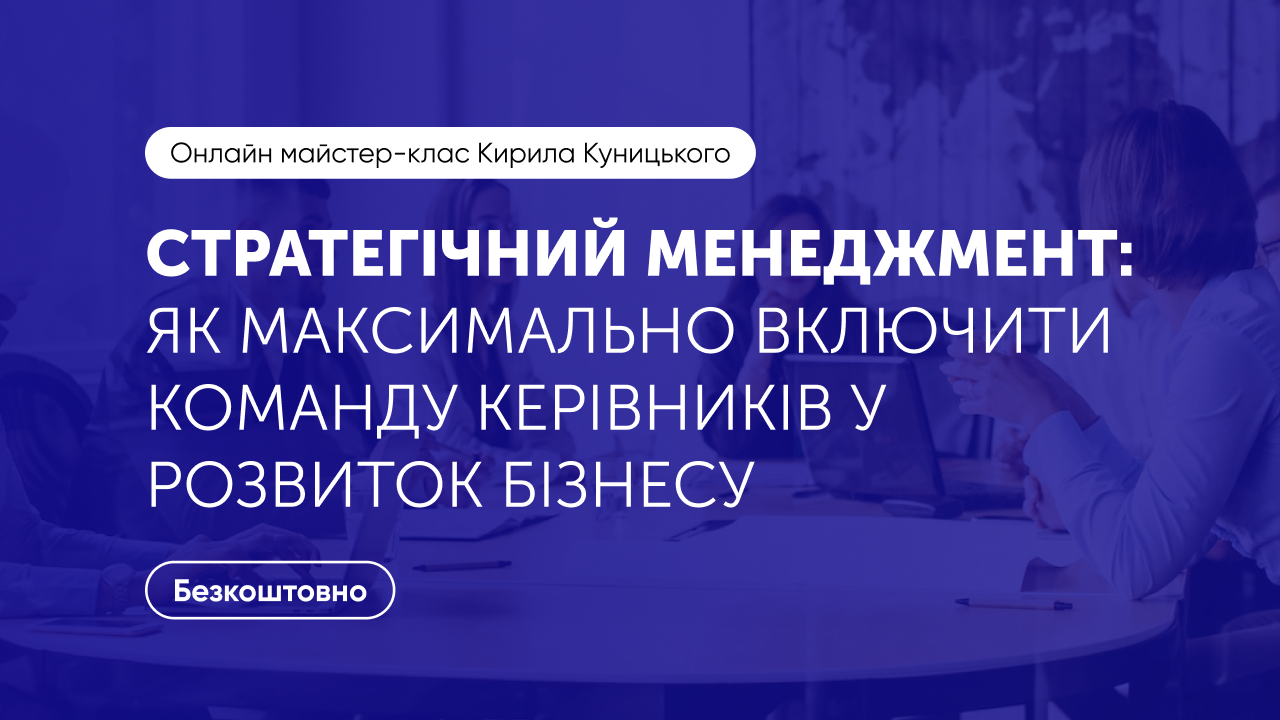 Онлайн майстер-клас Кирила Куницького
СТРАТЕГІЧНИЙ МЕНЕДЖМЕНТ:
ЯК МАКСИМАЛЬНО ВКЛЮЧИТИ
КОМАНДУ КЕРІВНИКІВ У
РОЗВИТОК БІЗНЕСУ
Безкоштовно